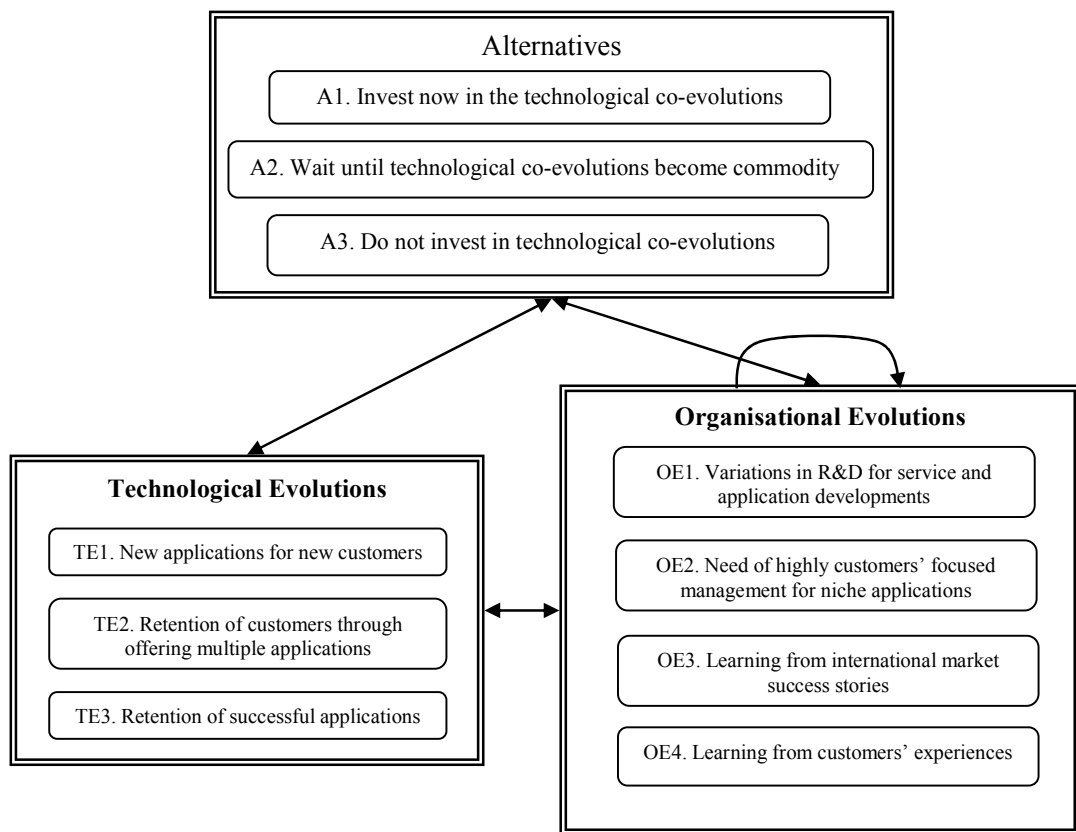 Alternatives
A1. Invest now in the technological co-evolutions
A2. Wait until technological co-evolutions become commodity
A3. Do not invest in technological co-evolutions
Technological Evolutions
TE1. New applications for new customers
TE2. Retention of customers through
offering multiple applications
TE3. Retention of successful applications
Organisational Evolutions
OE1. Variations in R&D for service and
application developments
OE2. Need of highly customers’ focused
management for niche applications
OE3. Learning from international market
success stories
OE4. Learning from customers’ experiences